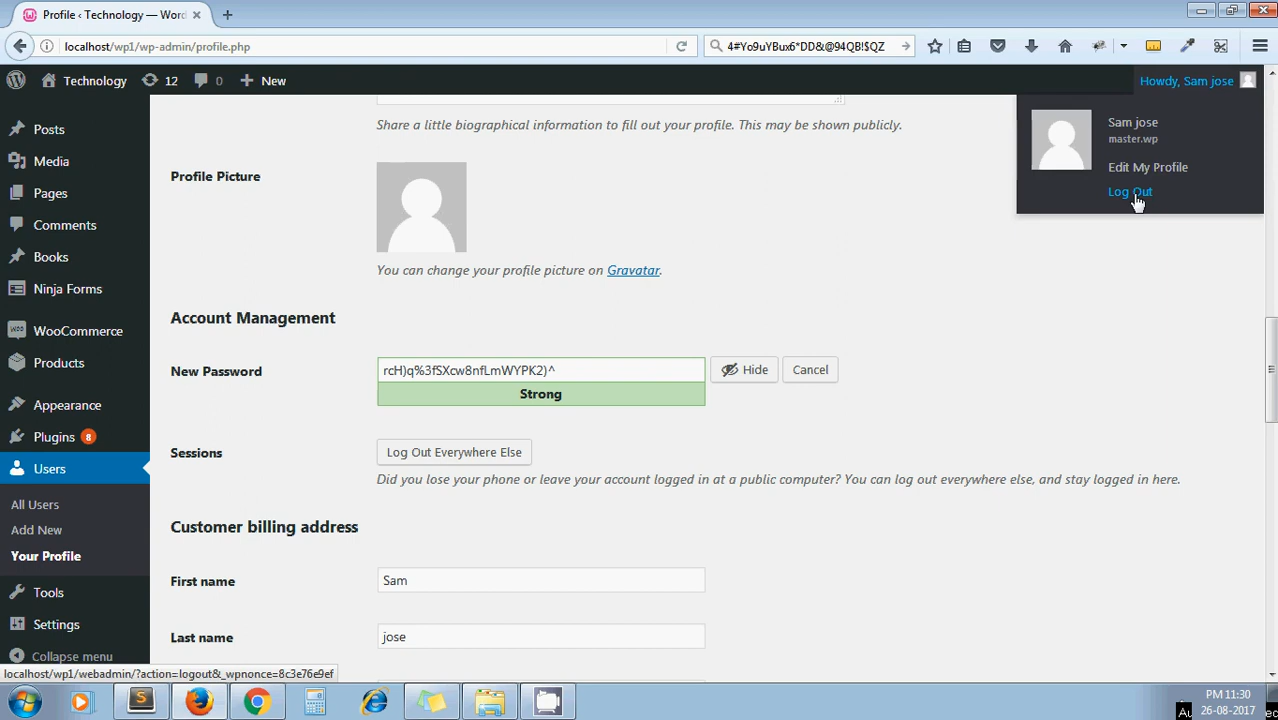 Profile ‹ Technology — Word
localhost/wp1/wp-admin/profile.php
4#Yo9uYBux6*DD&@94QB!$QZ
Technology
12
0
New
Howdy, Sam jose
Sam jose
master.wp
Edit My Profile
Log Out
Posts
Media
Pages
Comments
Books
Ninja Forms
WooCommerce
Products
Appearance
Plugins 8
Users
All Users
Add New
Your Profile
Tools
Settings
Collapse menu
Share a little biographical information to fill out your profile. This may be shown publicly.
Profile Picture
You can change your profile picture on Gravatar.
Account Management
New Password
rcH)q%3fSXcw8nfLmWYPK2)^
Hide
Cancel
Strong
Sessions
Log Out Everywhere Else
Did you lose your phone or leave your account logged in at a public computer? You can log out everywhere else, and stay logged in here.
Customer billing address
First name
Sam
Last name
jose
localhost/wp1/webadmin/?action=logout&_wpnonce=8c3e76e9ef
PM 11:30
26-08-2017